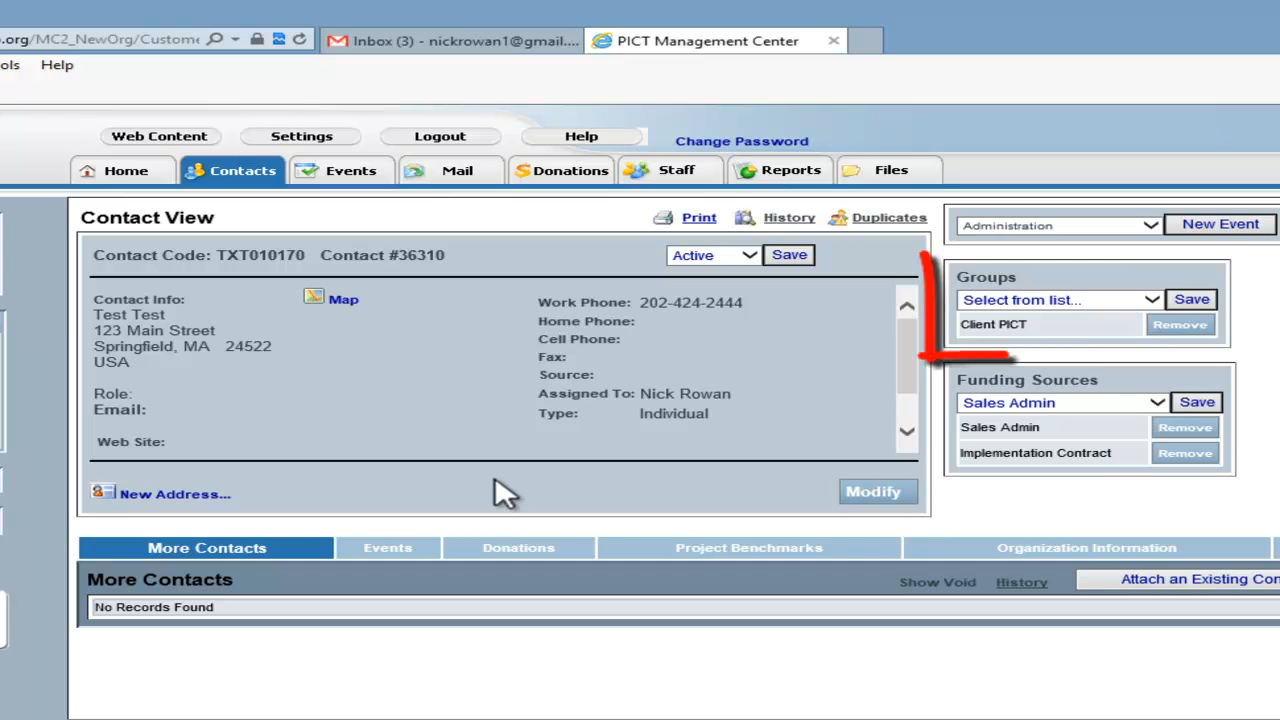 .org/MC2_NewOrg/Custome
Inbox (3) - nickrowan1@gmail....
PICT Management Center
ols Help
Web Content
Settings
Logout
Help
Change Password
Home
Contacts
Events
Mail
Donations
Staff
Reports
Files
Contact View
Print
History
Duplicates
Contact Code: TXT010170 Contact #36310
Active
Save
Contact Info:
Map
Test Test
123 Main Street
Springfield, MA 24522
USA
Role:
Email:
Web Site:
Work Phone: 202-424-2444
Home Phone:
Cell Phone:
Fax:
Source:
Assigned To: Nick Rowan
Type: Individual
New Address...
Modify
Administration
New Event
Groups
Select from list...
Save
Client PICT
Remove
Funding Sources
Sales Admin
Save
Sales Admin
Remove
Implementation Contract
Remove
More Contacts
Events
Donations
Project Benchmarks
Organization Information
More Contacts
Show Void
History
Attach an Existing Con
No Records Found